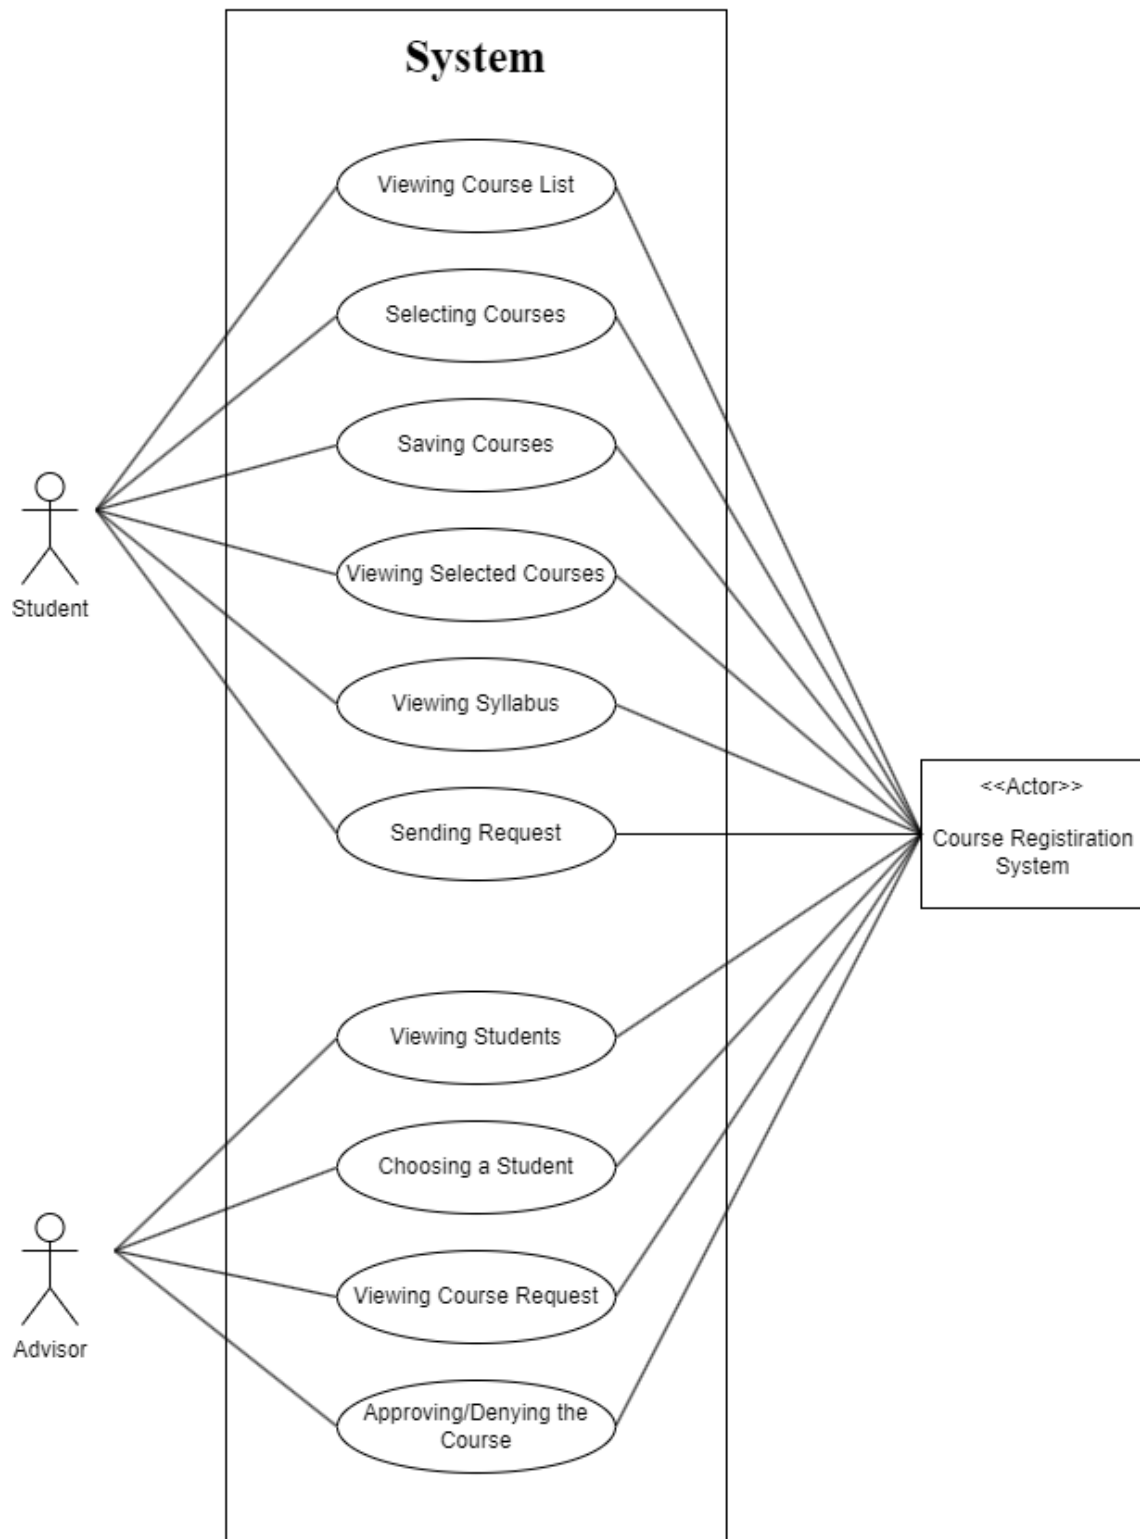 System
Viewing Course List
Selecting Courses
Saving Courses
Viewing Selected Courses
Viewing Syllabus
Sending Request
Student
<<Actor>>
Course Registiration
System
Viewing Students
Choosing a Student
Viewing Course Request
Approving/Denying the
Course
Advisor